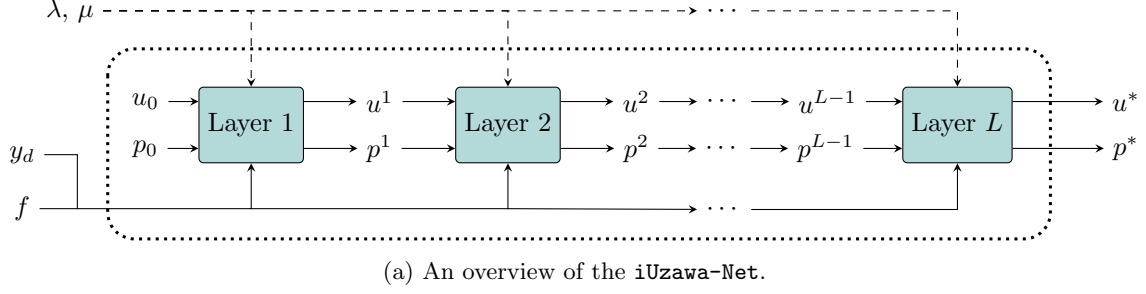 λ, μ ⋯
u₀ Layer 1 u¹ Layer 2 u² ⋯ u^{L−1} Layer L u*
p₀ p¹ p² ⋯ p^{L−1} p*
y_d
f ⋯
(a) An overview of the iUzawa-Net.